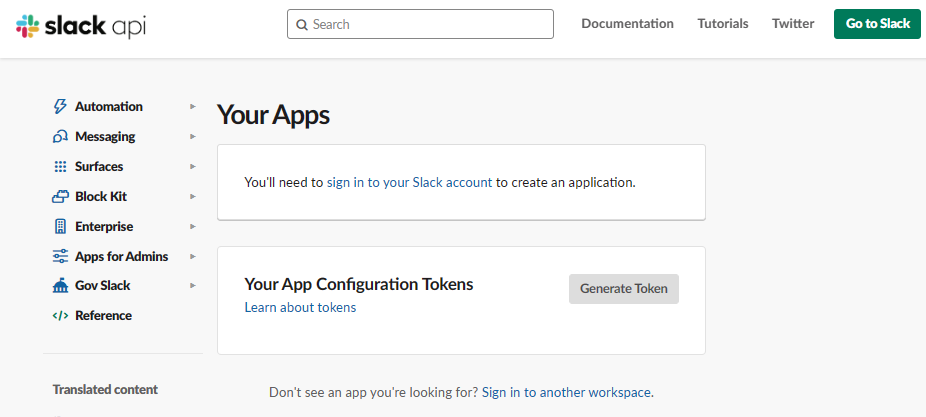 slack api
Search
Documentation
Tutorials
Twitter
Go to Slack
Automation
Messaging
Surfaces
Block Kit
Enterprise
Apps for Admins
Gov Slack
Reference
Translated content
Your Apps
You'll need to sign in to your Slack account to create an application.
Your App Configuration Tokens
Learn about tokens
Generate Token
Don't see an app you're looking for? Sign in to another workspace.